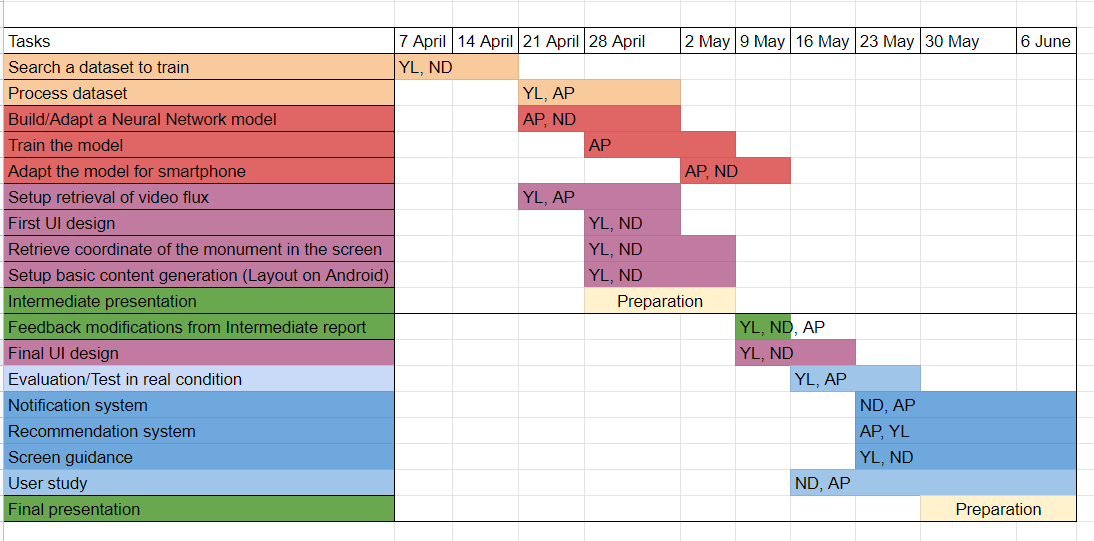 Tasks 7 April 14 April 21 April 28 April 2 May 9 May 16 May 23 May 30 May 6 June
Search a dataset to train YL, ND
Process dataset YL, AP
Build/Adapt a Neural Network model AP, ND
Train the model AP
Adapt the model for smartphone AP, ND
Setup retrieval of video flux YL, AP
First UI design YL, ND
Retrieve coordinate of the monument in the screen YL, ND
Setup basic content generation (Layout on Android) YL, ND
Intermediate presentation Preparation
Feedback modifications from Intermediate report YL, ND, AP
Final UI design YL, ND
Evaluation/Test in real condition YL, AP
Notification system ND, AP
Recommendation system AP, YL
Screen guidance YL, ND
User study ND, AP
Final presentation Preparation